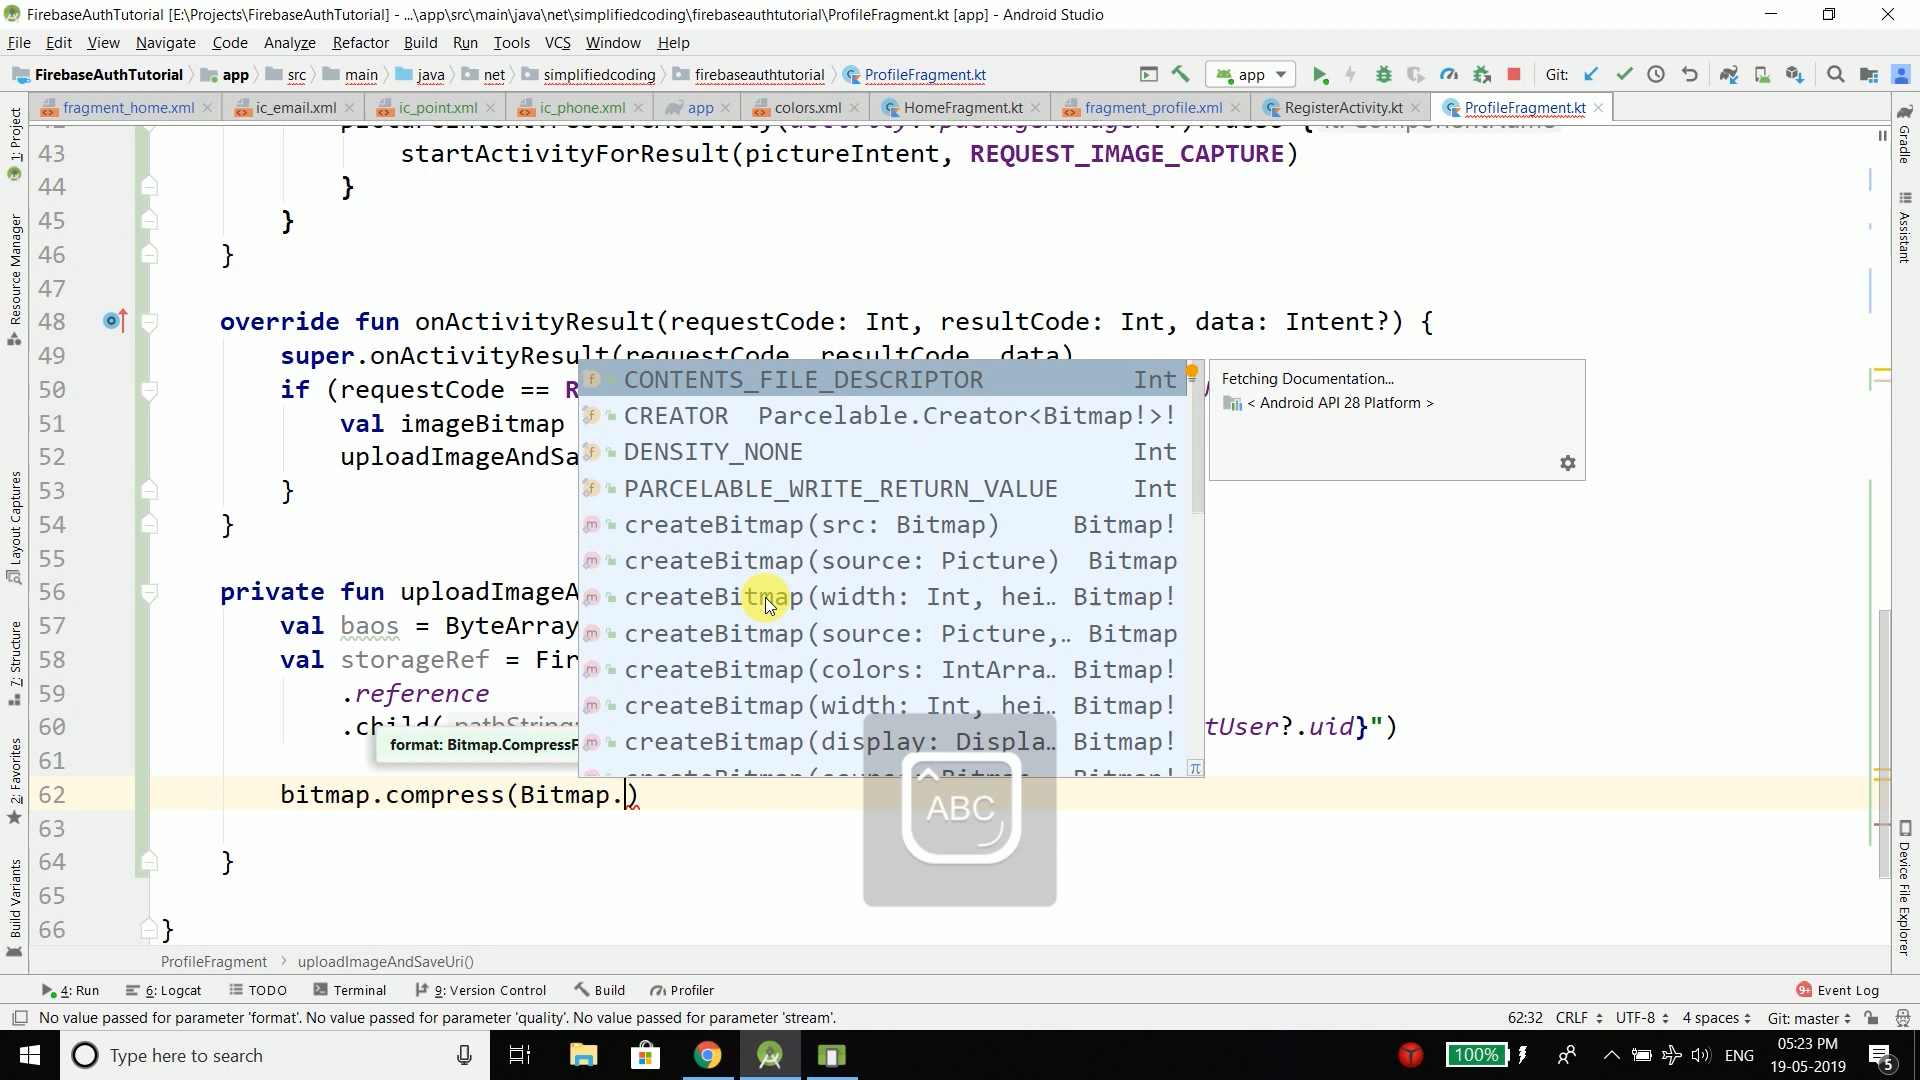 FirebaseAuthTutorial [E:\Projects\FirebaseAuthTutorial] - ...\app\src\main\java\net\simplifiedcoding\firebaseauthtutorial\ProfileFragment.kt [app] - Android Studio
File Edit View Navigate Code Analyze Refactor Build Run Tools VCS Window Help
FirebaseAuthTutorial app src main java net simplifiedcoding firebaseauthtutorial ProfileFragment.kt app Git:
fragment_home.xml ic_email.xml ic_point.xml ic_phone.xml app colors.xml HomeFragment.kt fragment_profile.xml RegisterActivity.kt ProfileFragment.kt
43 startActivityForResult(pictureIntent, REQUEST_IMAGE_CAPTURE)
44 }
45 }
46 }
47
48 override fun onActivityResult(requestCode: Int, resultCode: Int, data: Intent?) {
49 super.onActivityResult(requestCode, resultCode, data)
50 if (requestCode == R
51 val imageBitmap
52 uploadImageAndSa
53 }
54 }
55
56 private fun uploadImageA
57 val baos = ByteArray
58 val storageRef = Fir
59 .reference
60 .child( pathString: tUser?.uid}")
61
62 bitmap.compress(Bitmap.)
63
64 }
65
66 }
format: Bitmap.CompressF
CONTENTS_FILE_DESCRIPTOR Int
CREATOR Parcelable.Creator<Bitmap!>!
DENSITY_NONE Int
PARCELABLE_WRITE_RETURN_VALUE Int
createBitmap(src: Bitmap) Bitmap!
createBitmap(source: Picture) Bitmap
createBitmap(width: Int, hei… Bitmap!
createBitmap(source: Picture,… Bitmap
createBitmap(colors: IntArra… Bitmap!
createBitmap(width: Int, hei… Bitmap!
createBitmap(display: Displa… Bitmap!
Fetching Documentation...
< Android API 28 Platform >
ABC
1: Project
Resource Manager
Layout Captures
7: Structure
2: Favorites
Build Variants
Gradle
Assistant
Device File Explorer
ProfileFragment > uploadImageAndSaveUri()
4: Run 6: Logcat TODO Terminal 9: Version Control Build Profiler 9+ Event Log
No value passed for parameter 'format'. No value passed for parameter 'quality'. No value passed for parameter 'stream'. 62:32 CRLF UTF-8 4 spaces Git: master
Type here to search 100% ENG 05:23 PM
19-05-2019 5